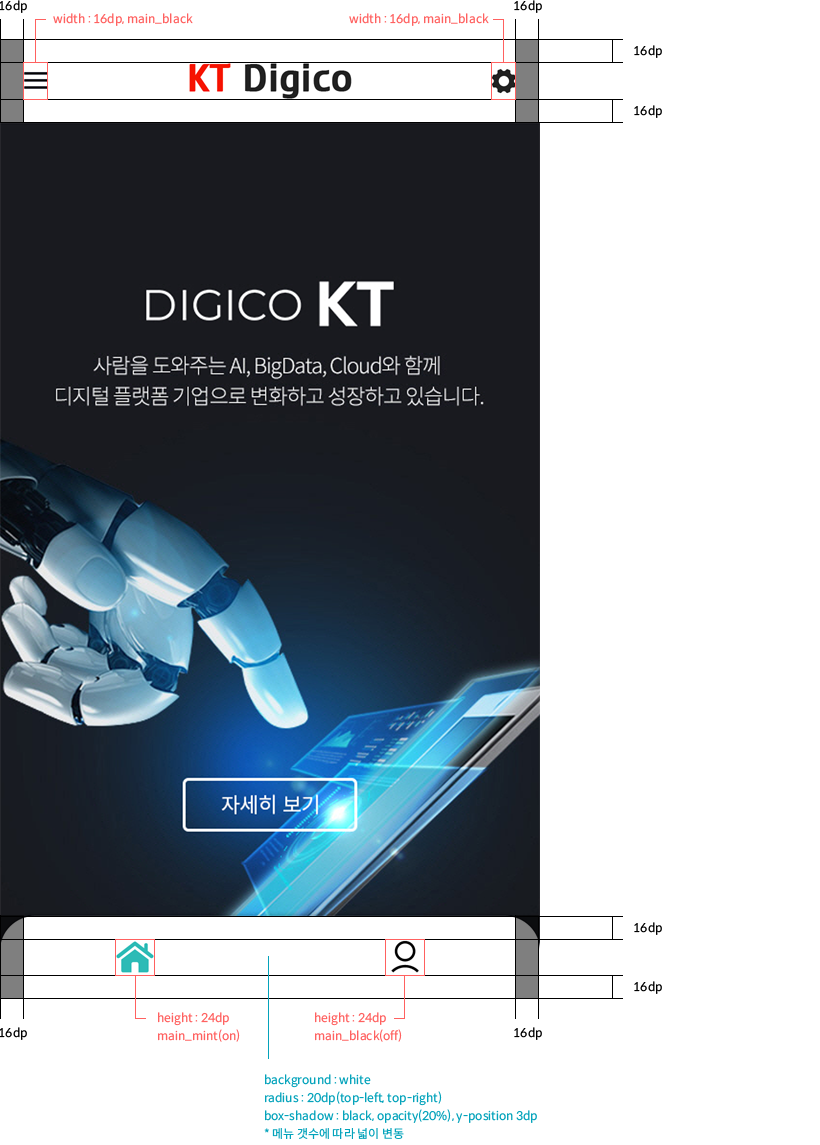 16dp
16dp
width : 16dp, main_black
width : 16dp, main_black
16dp
KT Digico
16dp
DIGICO KT
사람을 도와주는 AI, BigData, Cloud와 함께
디지털 플랫폼 기업으로 변화하고 성장하고 있습니다.
자세히 보기
16dp
16dp
height : 24dp
main_mint(on)
height : 24dp
main_black(off)
16dp
16dp
background : white
radius : 20dp(top-left, top-right)
box-shadow : black, opacity(20%), y-position 3dp
* 메뉴 갯수에 따라 넓이 변동